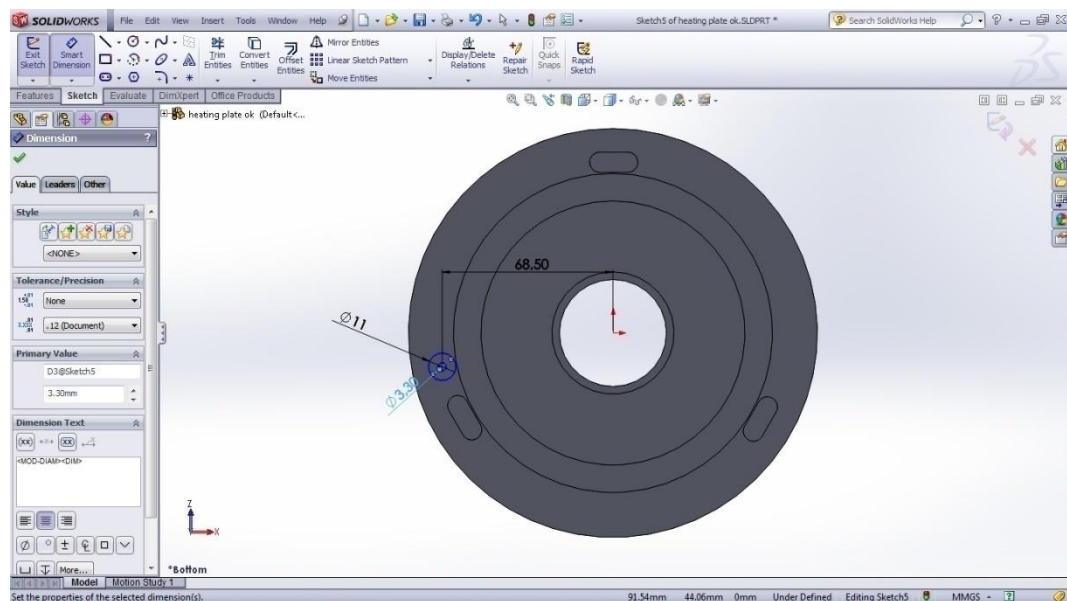 SOLIDWORKS File Edit View Insert Tools Window Help Sketch5 of heating plate ok.SLDPRT * Search SolidWorks Help
Exit Sketch Smart Dimension Trim Entities Convert Entities Offset Entities Mirror Entities Linear Sketch Pattern Move Entities Display/Delete Relations Repair Sketch Quick Snaps Rapid Sketch
Features Sketch Evaluate DimXpert Office Products
heating plate ok (Default<...
Dimension ?
Value Leaders Other
Style
<NONE>
68,50
Tolerance/Precision
None
.12 (Document)
∅11
Primary Value
D3@Sketch5
3.30mm
∅3,30
Dimension Text
<MOD-DIAM><DIM>
Z
X
More...
*Bottom
Model Motion Study 1
Set the properties of the selected dimension(s). 91.54mm 44.06mm 0mm Under Defined Editing Sketch5 MMGS